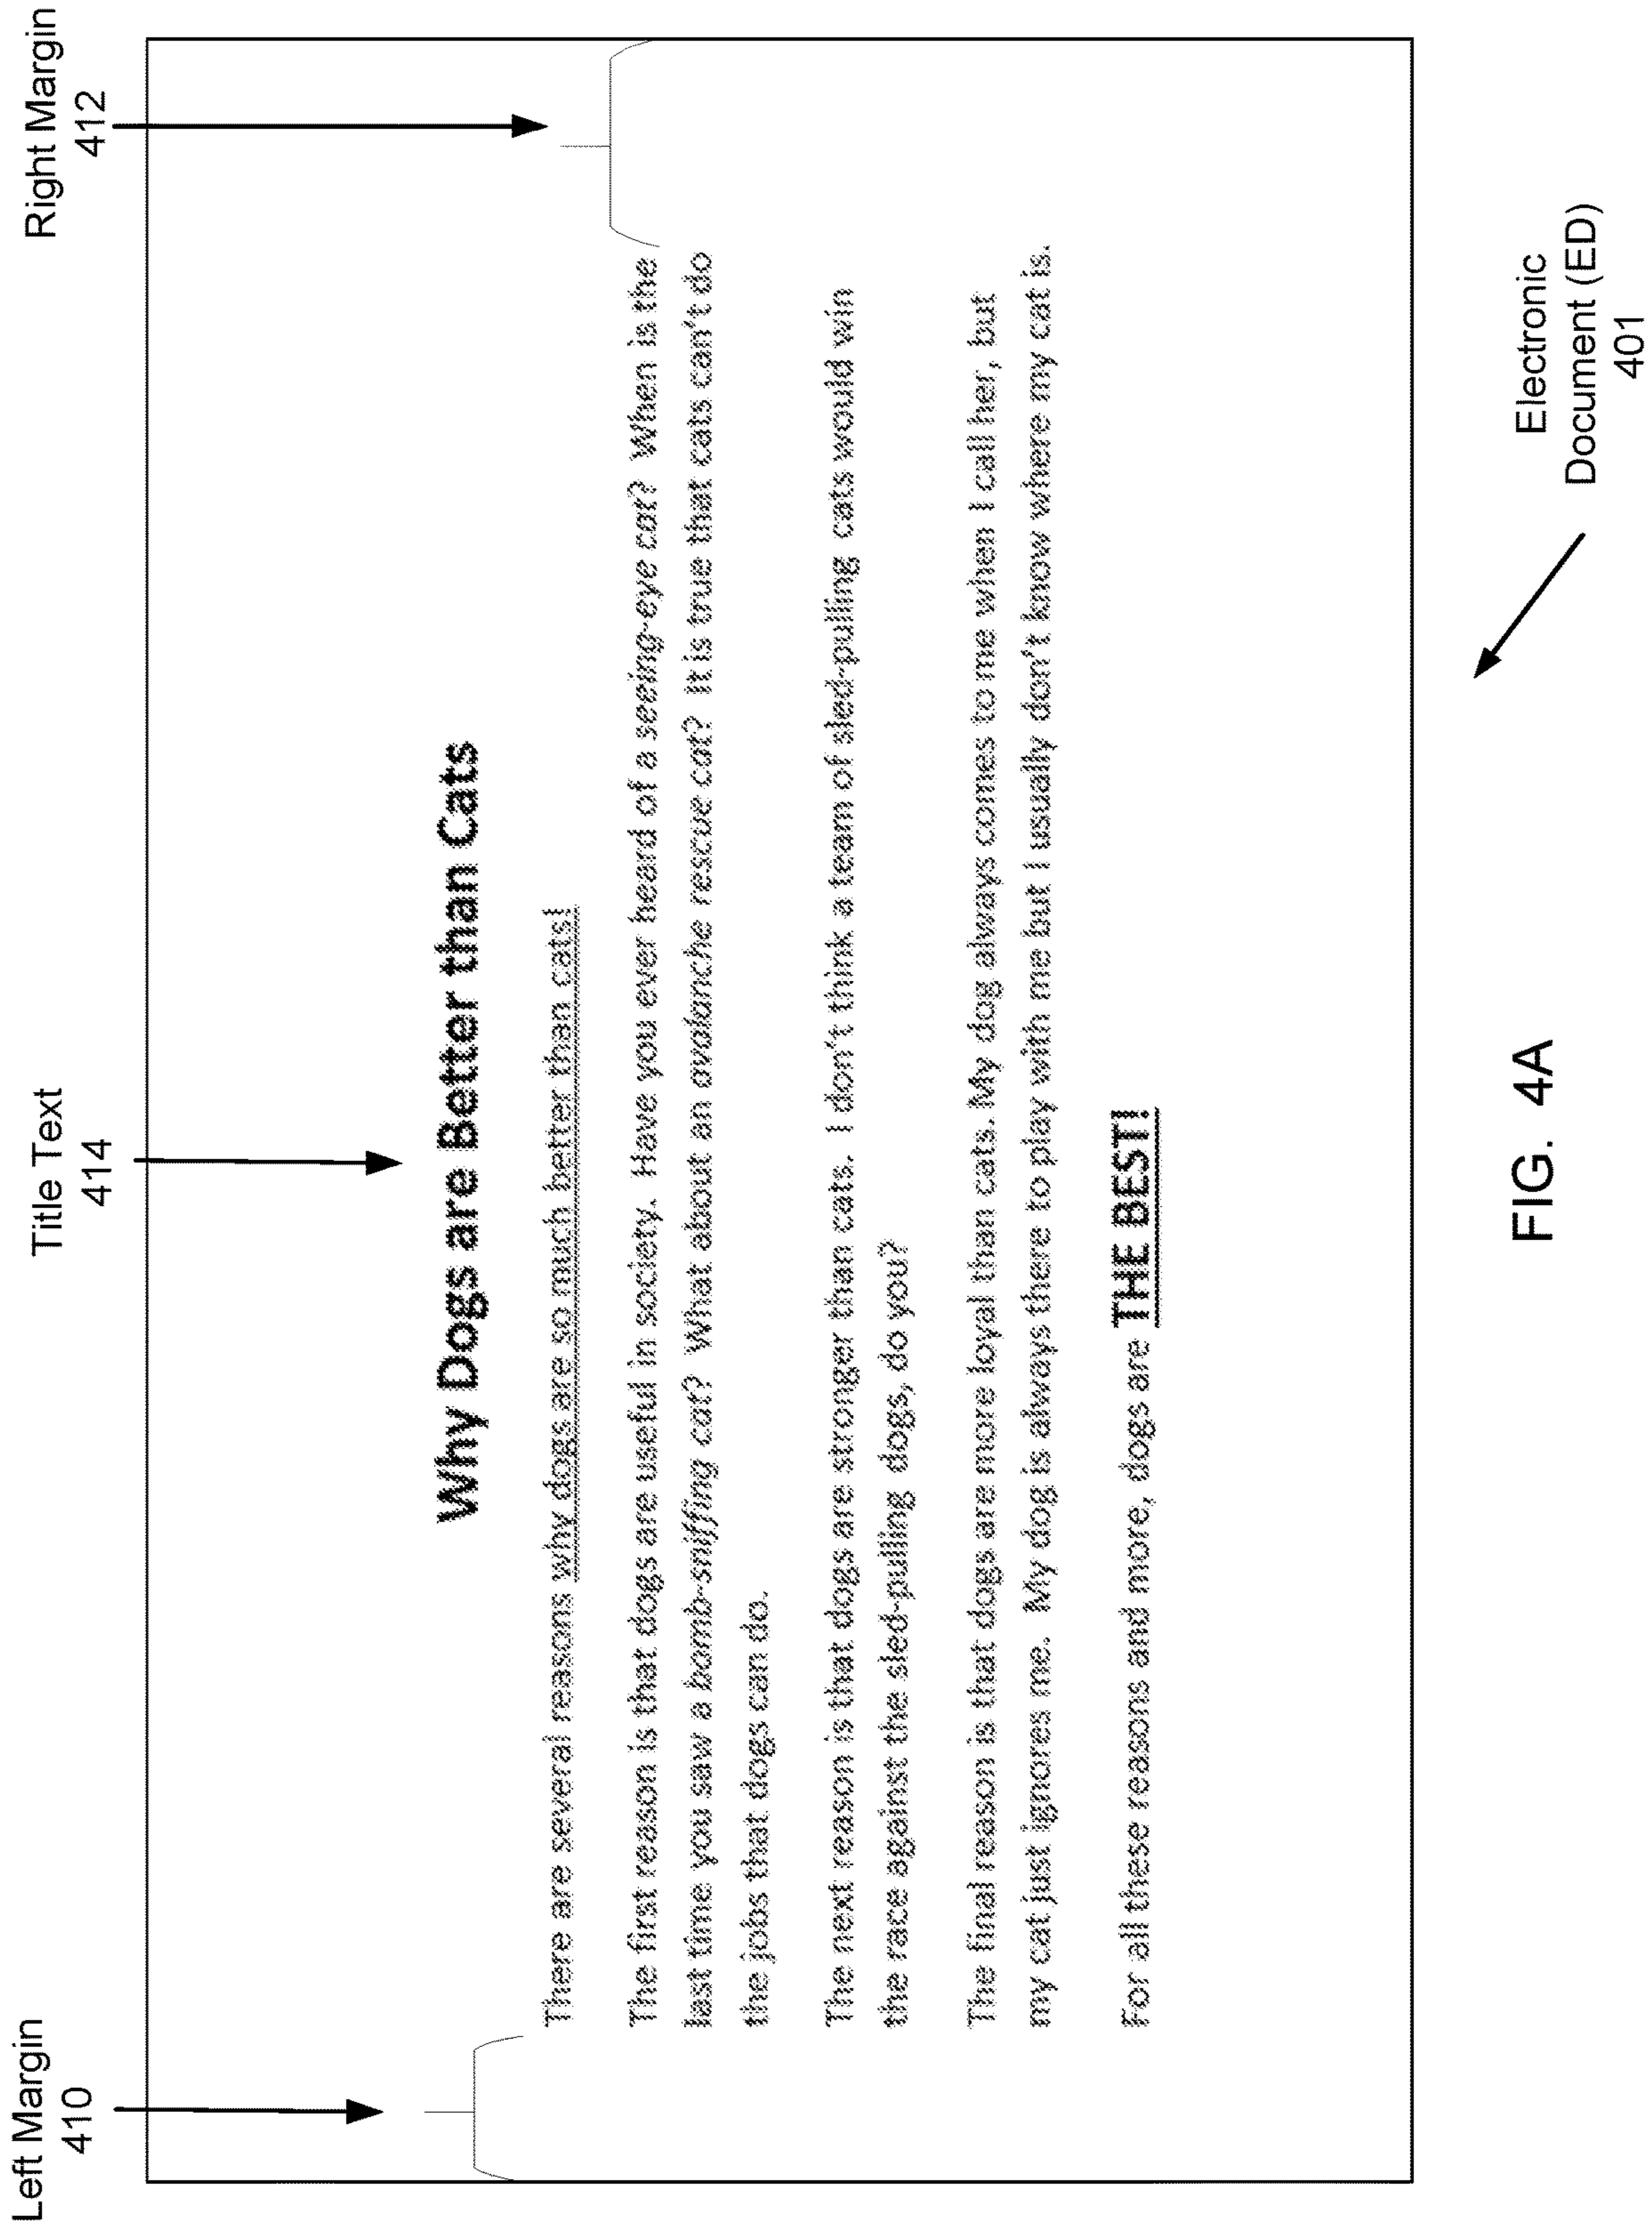 Left Margin
410
Title Text
414
Right Margin
412
Why Dogs are Better than Cats
There are several reasons why dogs are so much better than cats!
The first reason is that dogs are useful in society. Have you ever heard of a seeing-eye cat? When is the
last time you saw a bomb-sniffing cat? What about an avalanche rescue cat? It is true that cats can't do
the jobs that dogs can do.
The next reason is that dogs are stronger than cats. I don't think a team of sled-pulling cats would win
the race against the sled-pulling dogs, do you?
The final reason is that dogs are more loyal than cats. My dog always comes to me when I call her, but
my cat just ignores me. My dog is always there to play with me but I usually don't know where my cat is.
For all these reasons and more, dogs are THE BEST!
Electronic
Document (ED)
401
FIG. 4A